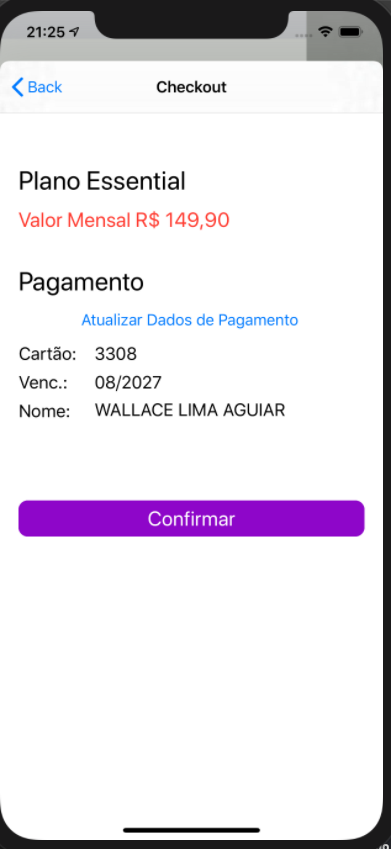 21:25
Back
Checkout
Plano Essential
Valor Mensal R$ 149,90
Pagamento
Atualizar Dados de Pagamento
Cartão: 3308
Venc.: 08/2027
Nome: WALLACE LIMA AGUIAR
Confirmar